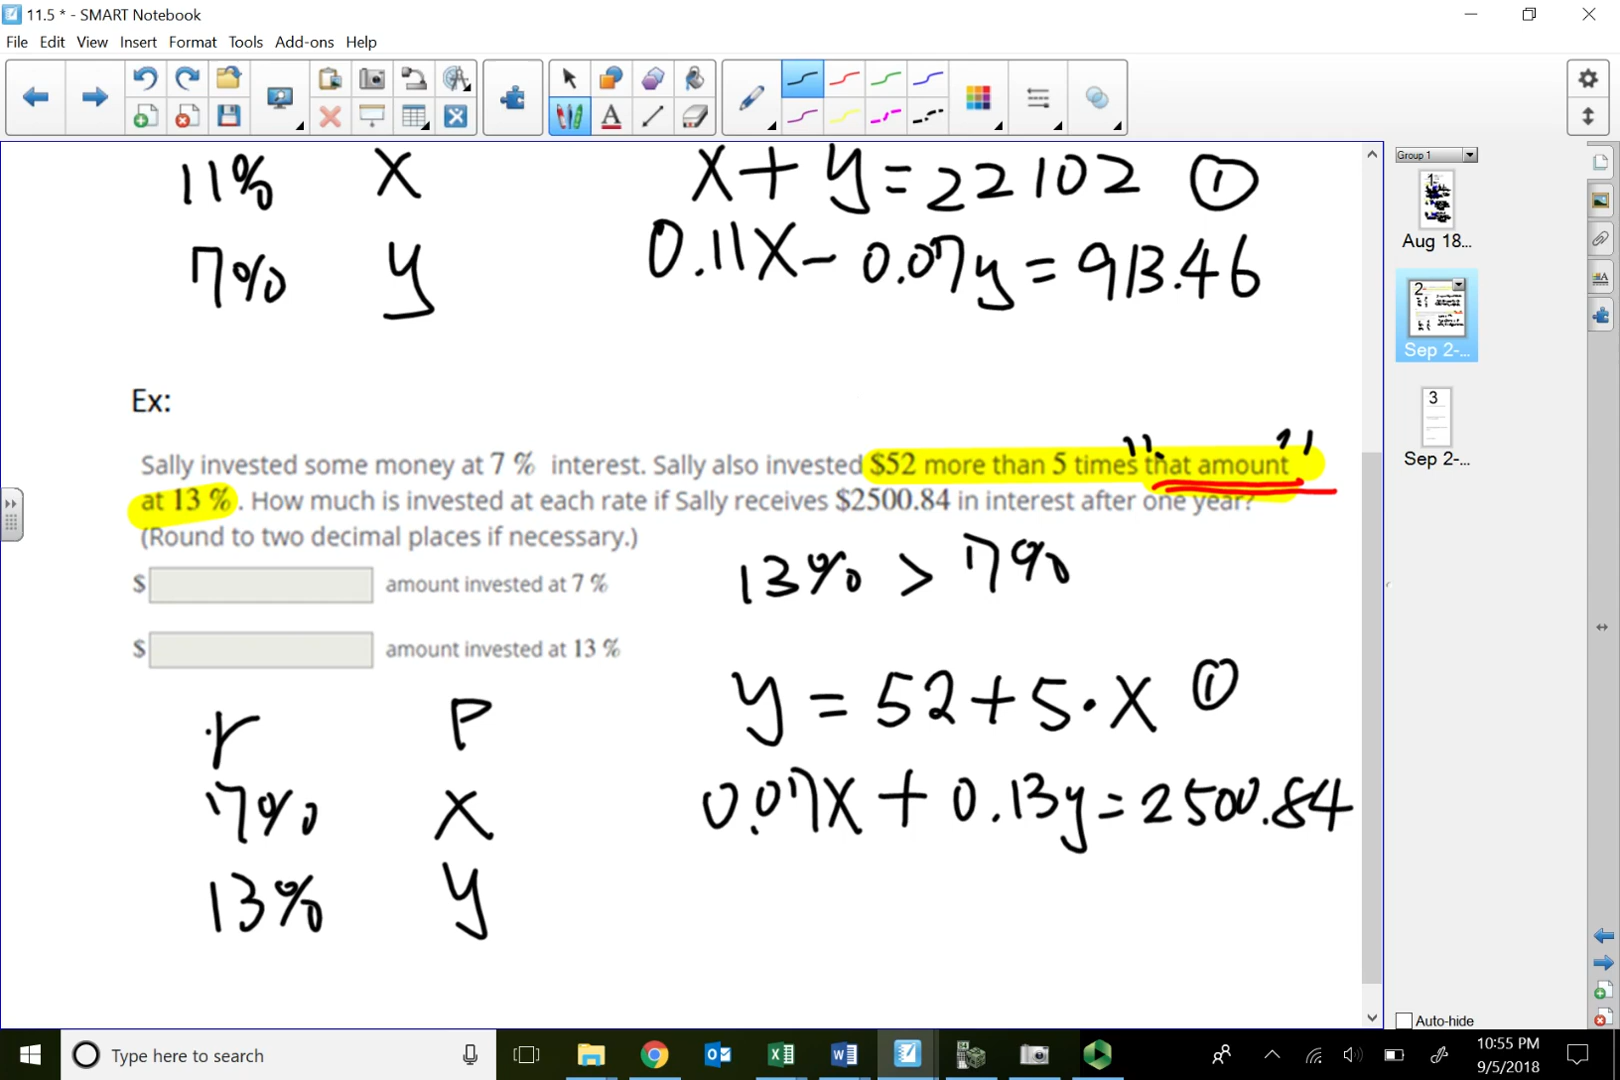 11.5 * - SMART Notebook
File Edit View Insert Format Tools Add-ons Help
Group 1
1
Aug 18...
2
Sep 2-...
3
Sep 2-...
11% x
x + y = 22102 ①
7% y
0.11x - 0.07y = 913.46
Ex:
Sally invested some money at 7 % interest. Sally also invested $52 more than 5 times "that amount"
at 13 %. How much is invested at each rate if Sally receives $2500.84 in interest after one year?
(Round to two decimal places if necessary.)
13% > 7%
$ amount invested at 7 %
$ amount invested at 13 %
r P
y = 52 + 5 · x ①
7% x
0.07x + 0.13y = 2500.84
13% y
Auto-hide
Type here to search
10:55 PM
9/5/2018